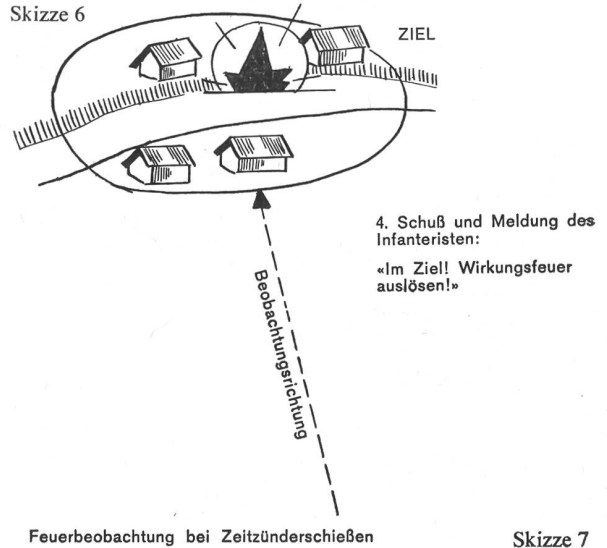 Skizze 6
ZIEL
4. Schuß und Meldung des
Infanteristen:
«Im Ziel! Wirkungsfeuer
auslösen!»
Beobachtungsrichtung
Feuerbeobachtung bei Zeitzünderschießen
Skizze 7